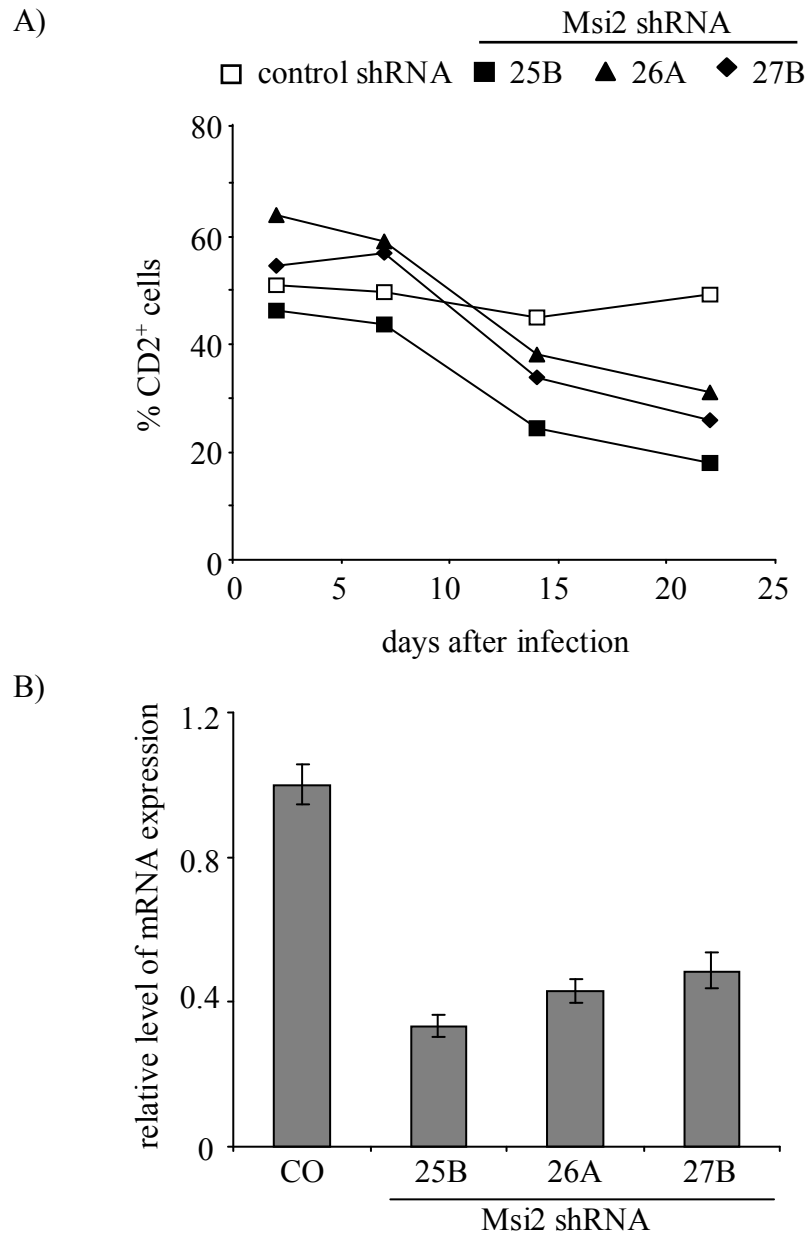 A)
Msi2 shRNA
control shRNA 25B 26A 27B
80
60
40
20
0
% CD2⁺ cells
0 5 10 15 20 25
days after infection
B)
relative level of mRNA expression
1.2
0.8
0.4
0
CO 25B 26A 27B
Msi2 shRNA